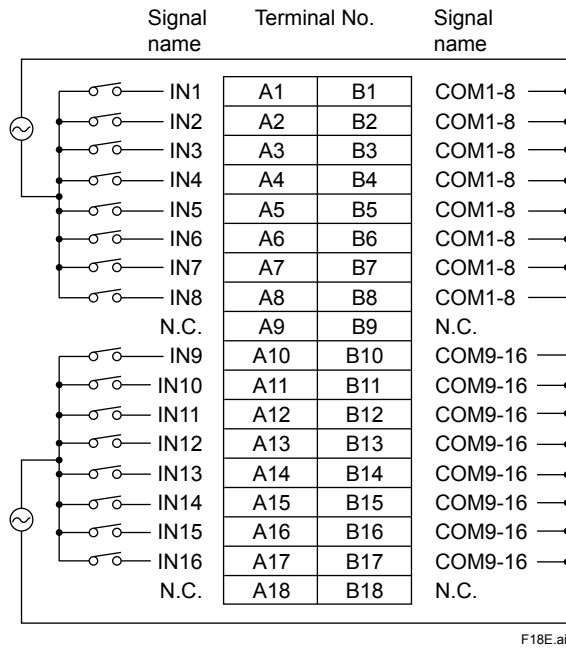 Signal name Terminal No. Signal name
IN1 A1 B1 COM1-8
IN2 A2 B2 COM1-8
IN3 A3 B3 COM1-8
IN4 A4 B4 COM1-8
IN5 A5 B5 COM1-8
IN6 A6 B6 COM1-8
IN7 A7 B7 COM1-8
IN8 A8 B8 COM1-8
N.C. A9 B9 N.C.
IN9 A10 B10 COM9-16
IN10 A11 B11 COM9-16
IN11 A12 B12 COM9-16
IN12 A13 B13 COM9-16
IN13 A14 B14 COM9-16
IN14 A15 B15 COM9-16
IN15 A16 B16 COM9-16
IN16 A17 B17 COM9-16
N.C. A18 B18 N.C.
F18E.ai